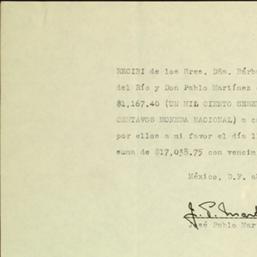 RECIBI de los Sres. Dña. Bárb
del Río y Don Pablo Martínez
$1,167.40 (UN MIL CIENTO SESE
CENTAVOS MONEDA NACIONAL) a c
por ellos a mi favor el día 1
suma de $17,038.75 con vencim
México, D.F. a
J. P. Mart
José Pablo Mar